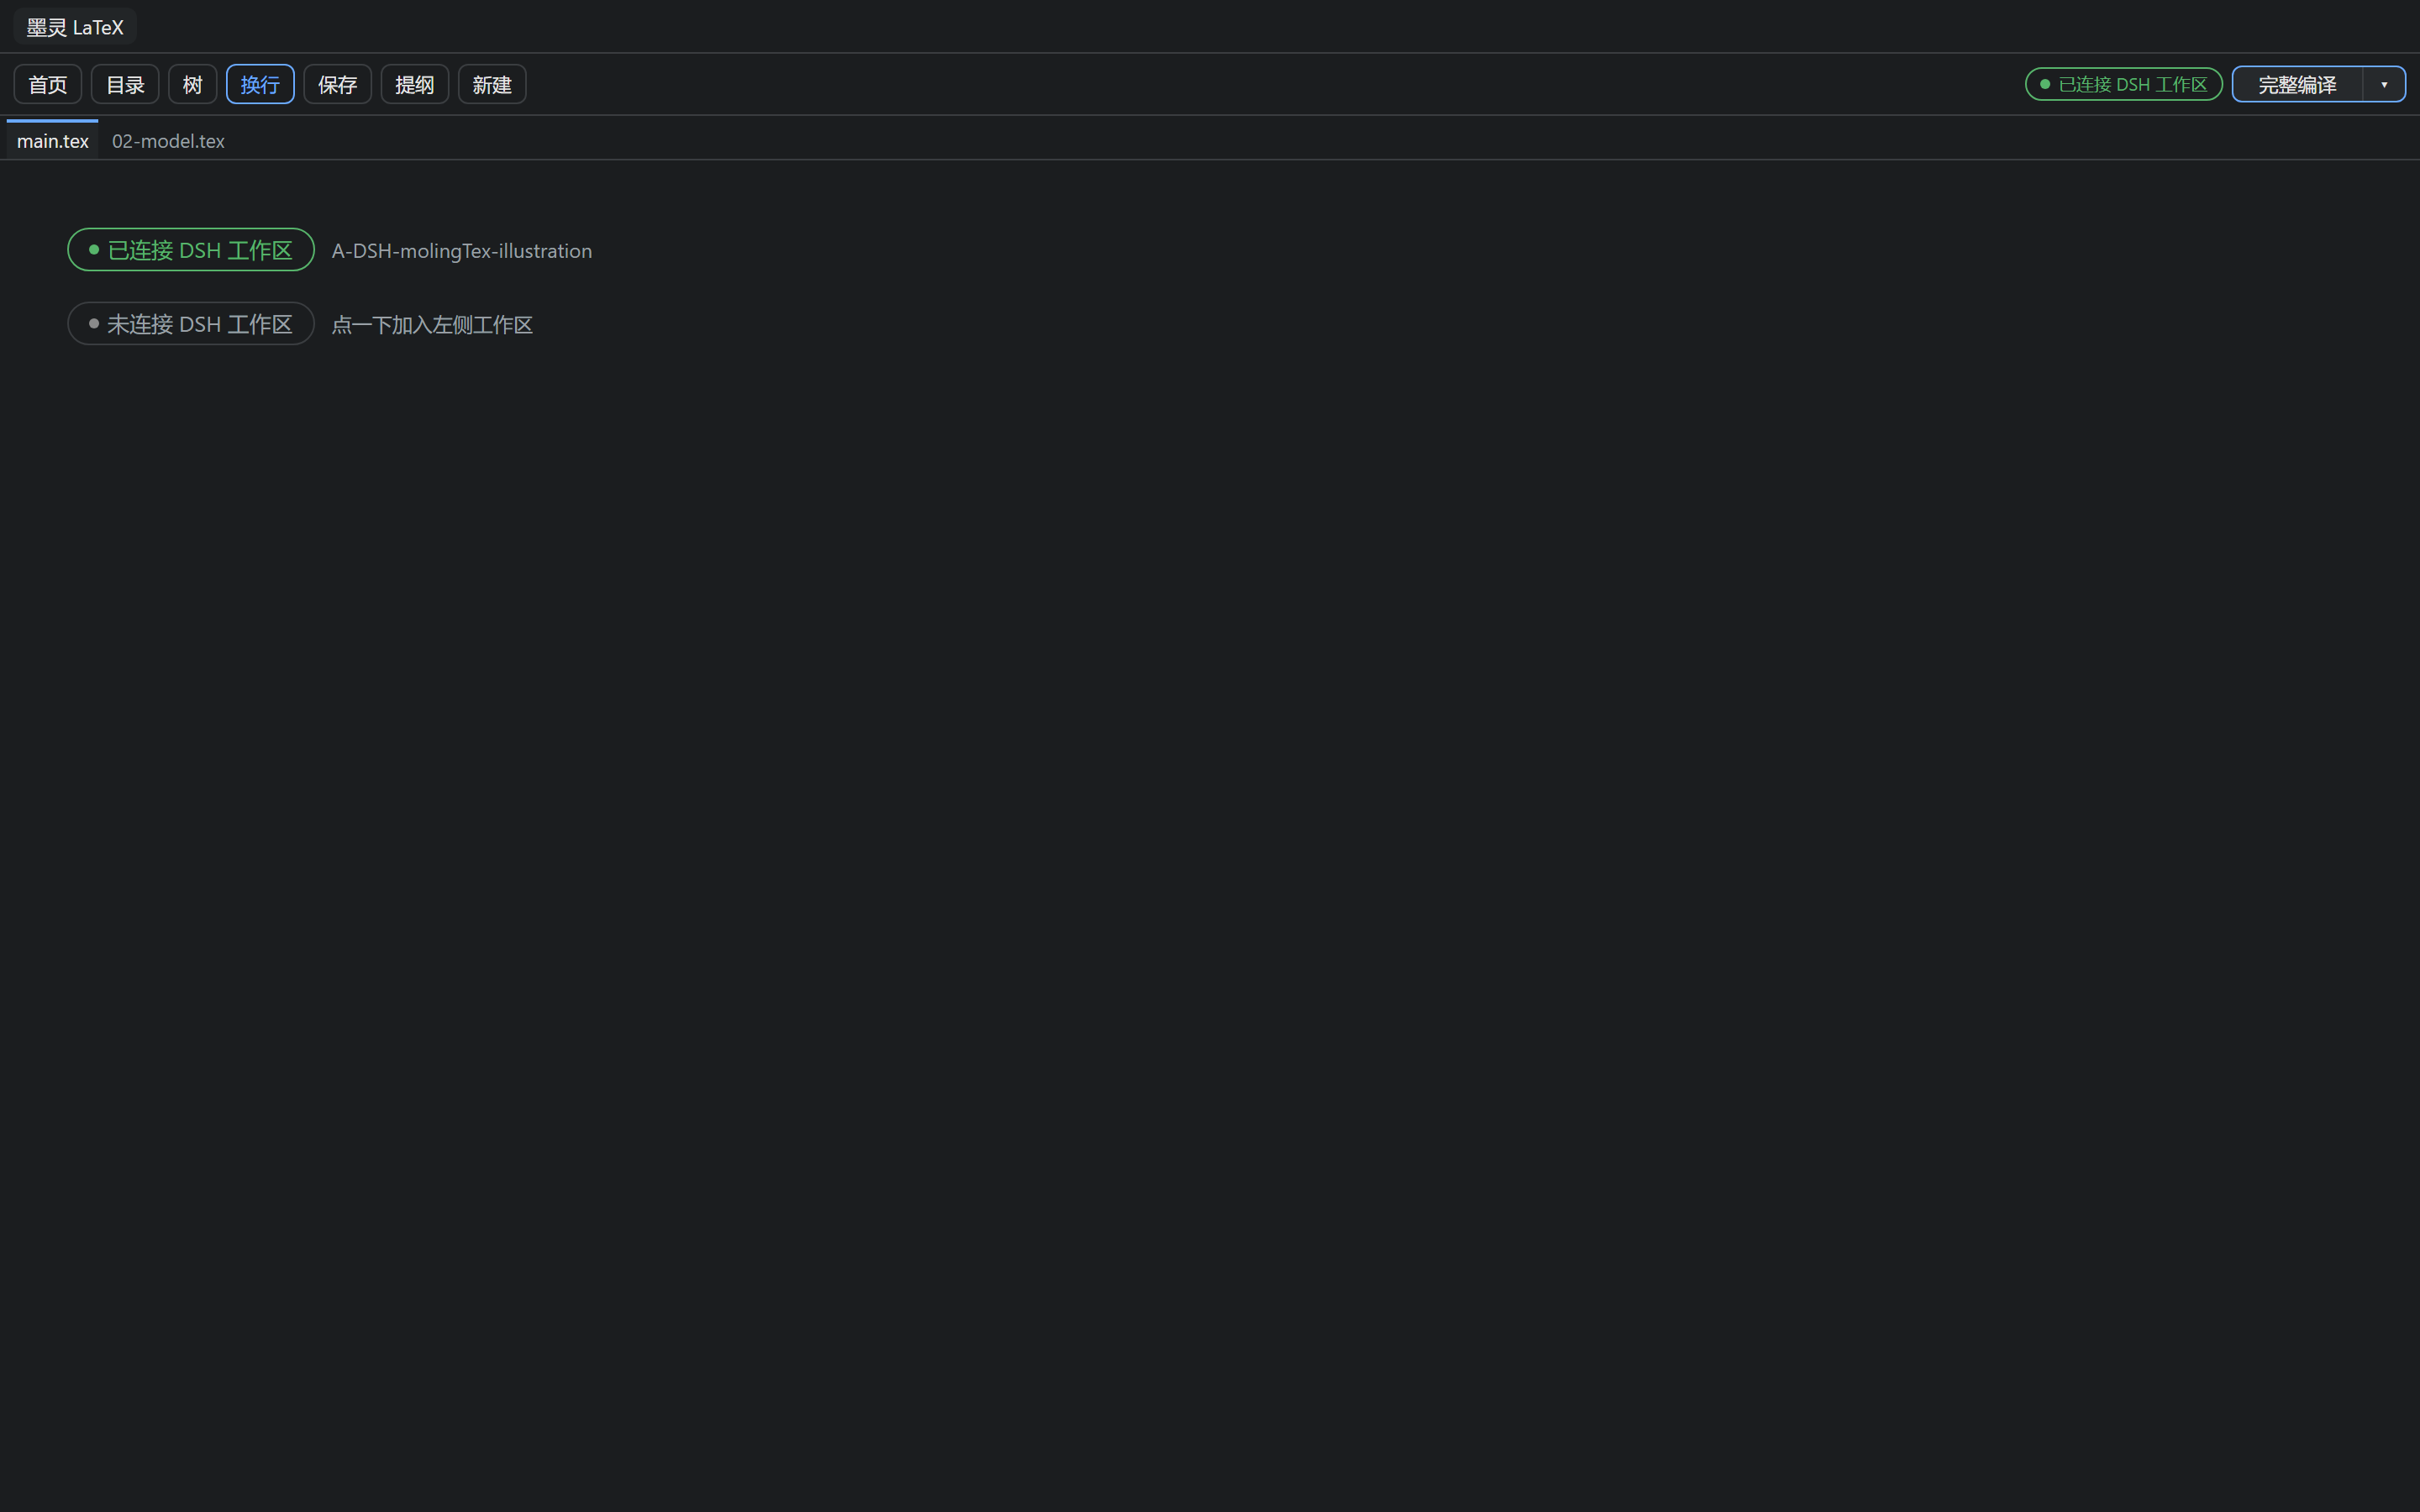 墨灵 LaTeX
首页 目录 树 换行 保存 提纲 新建 已连接 DSH 工作区 完整编译
main.tex 02-model.tex
已连接 DSH 工作区 A-DSH-molingTex-illustration
未连接 DSH 工作区 点一下加入左侧工作区